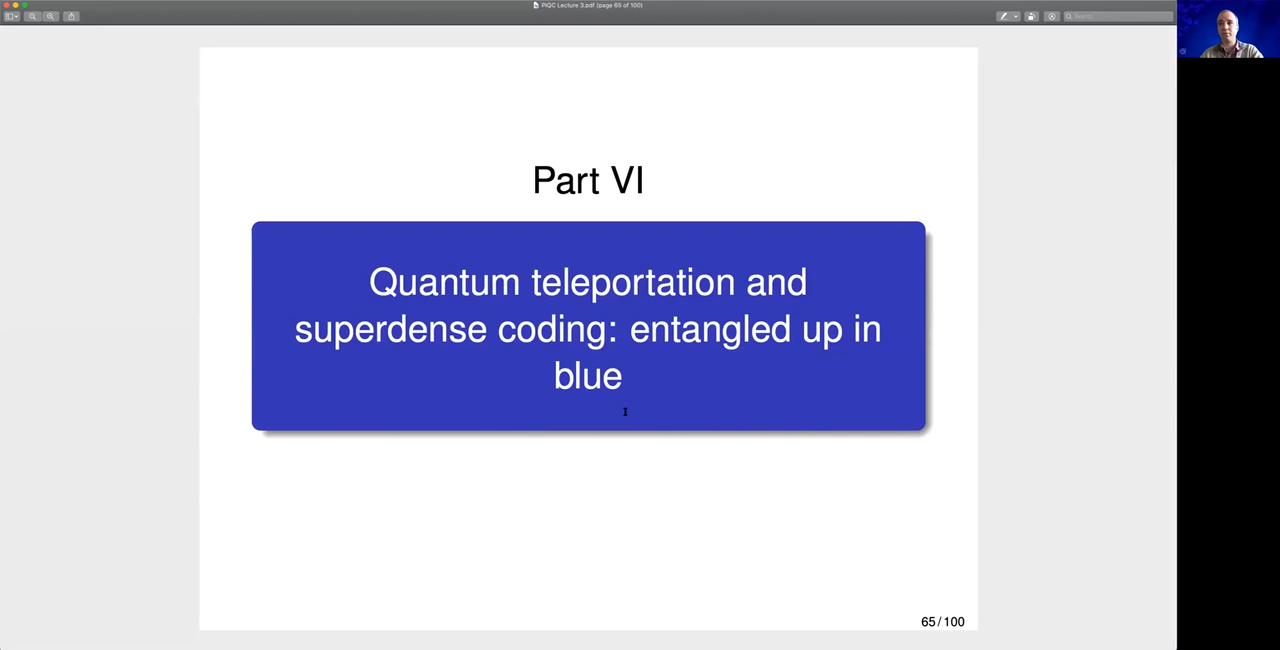 PIQC Lecture 3.pdf (page 65 of 100)
Search
Part VI
Quantum teleportation and
superdense coding: entangled up in
blue
65/100